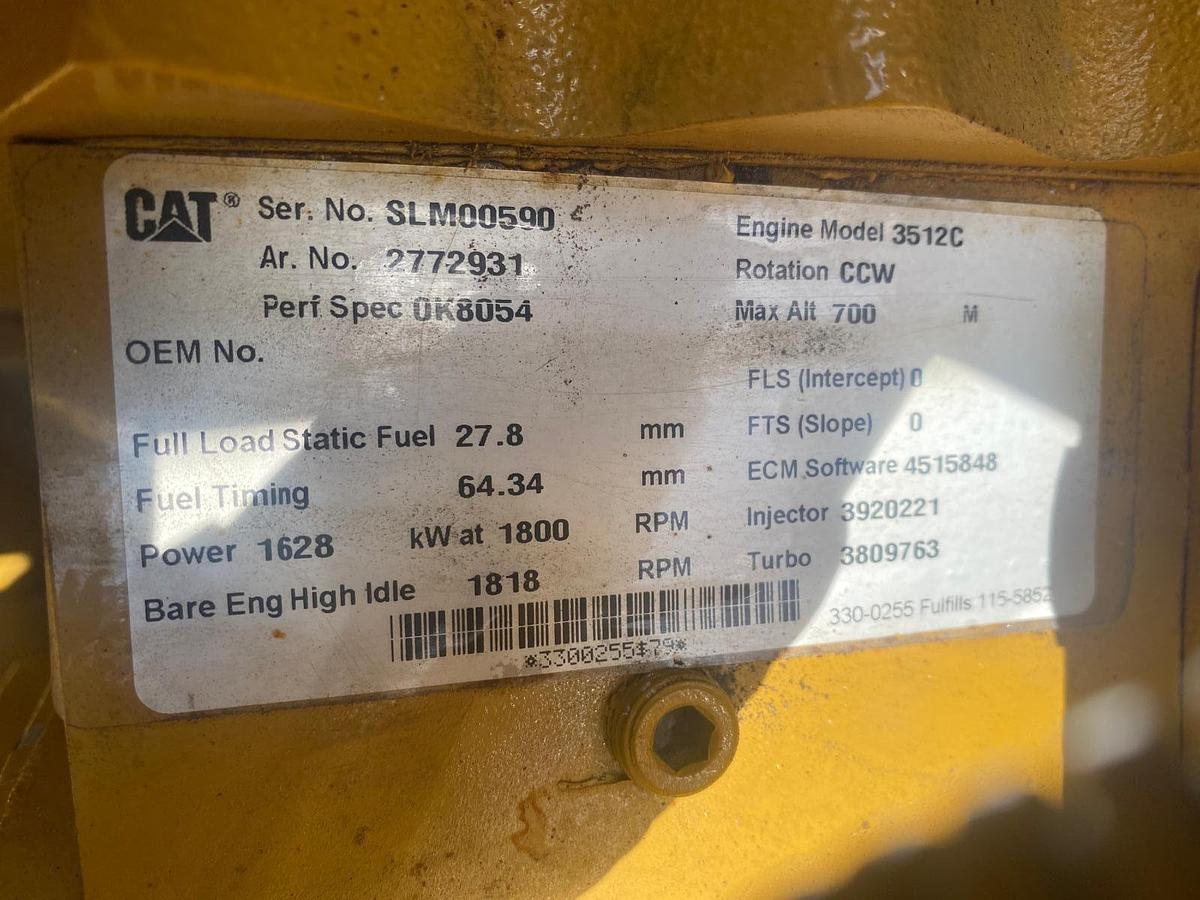 CAT® Ser. No. SLM00590
Ar. No. 2772931
Perf Spec 0K8054
OEM No.
Engine Model 3512C
Rotation CCW
Max Alt 700 M
Full Load Static Fuel 27.8 mm
Fuel Timing 64.34 mm
Power 1628 kW at 1800 RPM
Bare Eng High Idle 1818 RPM
FLS (Intercept) 0
FTS (Slope) 0
ECM Software 4515848
Injector 3920221
Turbo 3809763
*3300255‡79*
330-0255 Fulfills 115-5852